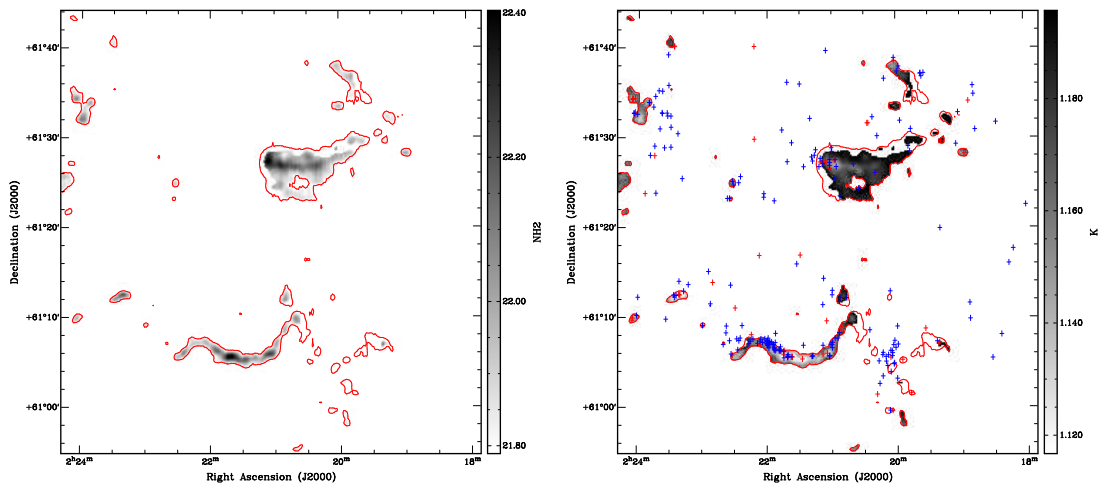 22.40
+61°40'
+61°30'
+61°20'
+61°10'
+61°00'
Declination (J2000)
22.20
22.00
21.80
NH2
2ʰ24ᵐ
22ᵐ
20ᵐ
18ᵐ
Right Ascension (J2000)
+61°40'
+61°30'
+61°20'
+61°10'
+61°00'
Declination (J2000)
1.180
1.160
1.140
1.120
K
2ʰ24ᵐ
22ᵐ
20ᵐ
18ᵐ
Right Ascension (J2000)